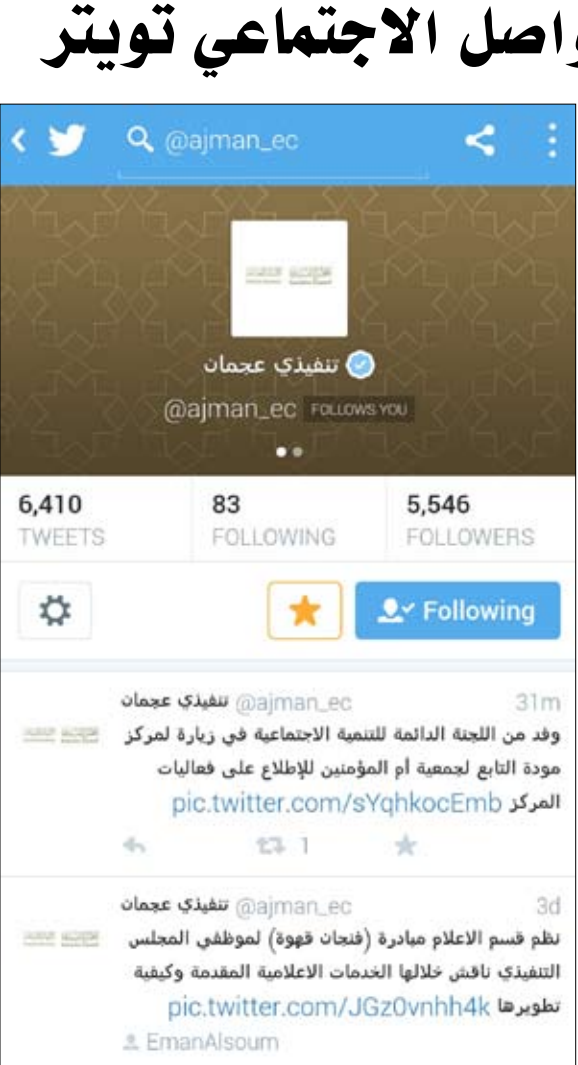 واصل الاجتماعي تويتر
@ajman_ec
تنفيذي عجمان
@ajman_ec FOLLOWS YOU
6,410 83 5,546
TWEETS FOLLOWING FOLLOWERS
Following
تنفيذي عجمان @ajman_ec 31m
وفد من اللجنة الدائمة للتنمية الاجتماعية في زيارة لمركز
مودة التابع لجمعية أم المؤمنين للإطلاع على فعاليات
المركز pic.twitter.com/sYqhkocEmb
1
تنفيذي عجمان @ajman_ec 3d
نظم قسم الاعلام مبادرة (فنجان قهوة) لموظفي المجلس
التنفيذي ناقش خلالها الخدمات الاعلامية المقدمة وكيفية
تطويرها pic.twitter.com/JGz0vnhh4k
EmanAlsoum